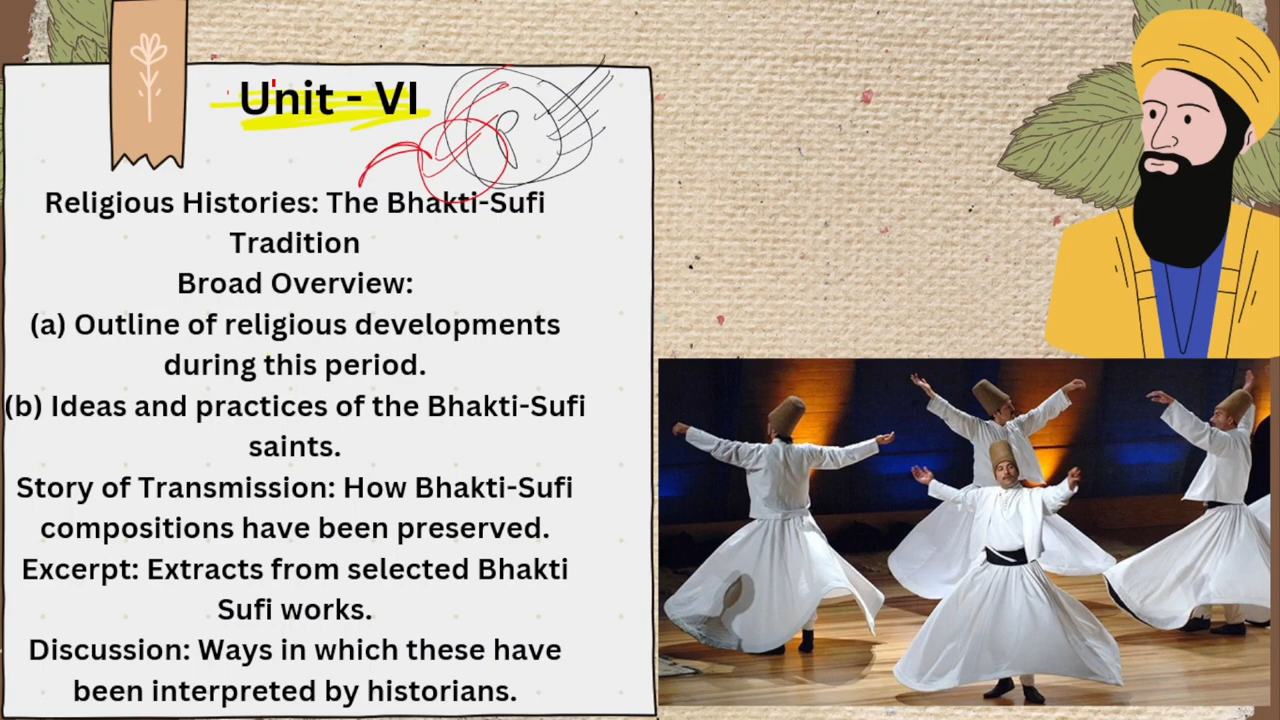 Unit - VI
Religious Histories: The Bhakti-Sufi
Tradition
Broad Overview:
(a) Outline of religious developments
during this period.
(b) Ideas and practices of the Bhakti-Sufi
saints.
Story of Transmission: How Bhakti-Sufi
compositions have been preserved.
Excerpt: Extracts from selected Bhakti
Sufi works.
Discussion: Ways in which these have
been interpreted by historians.